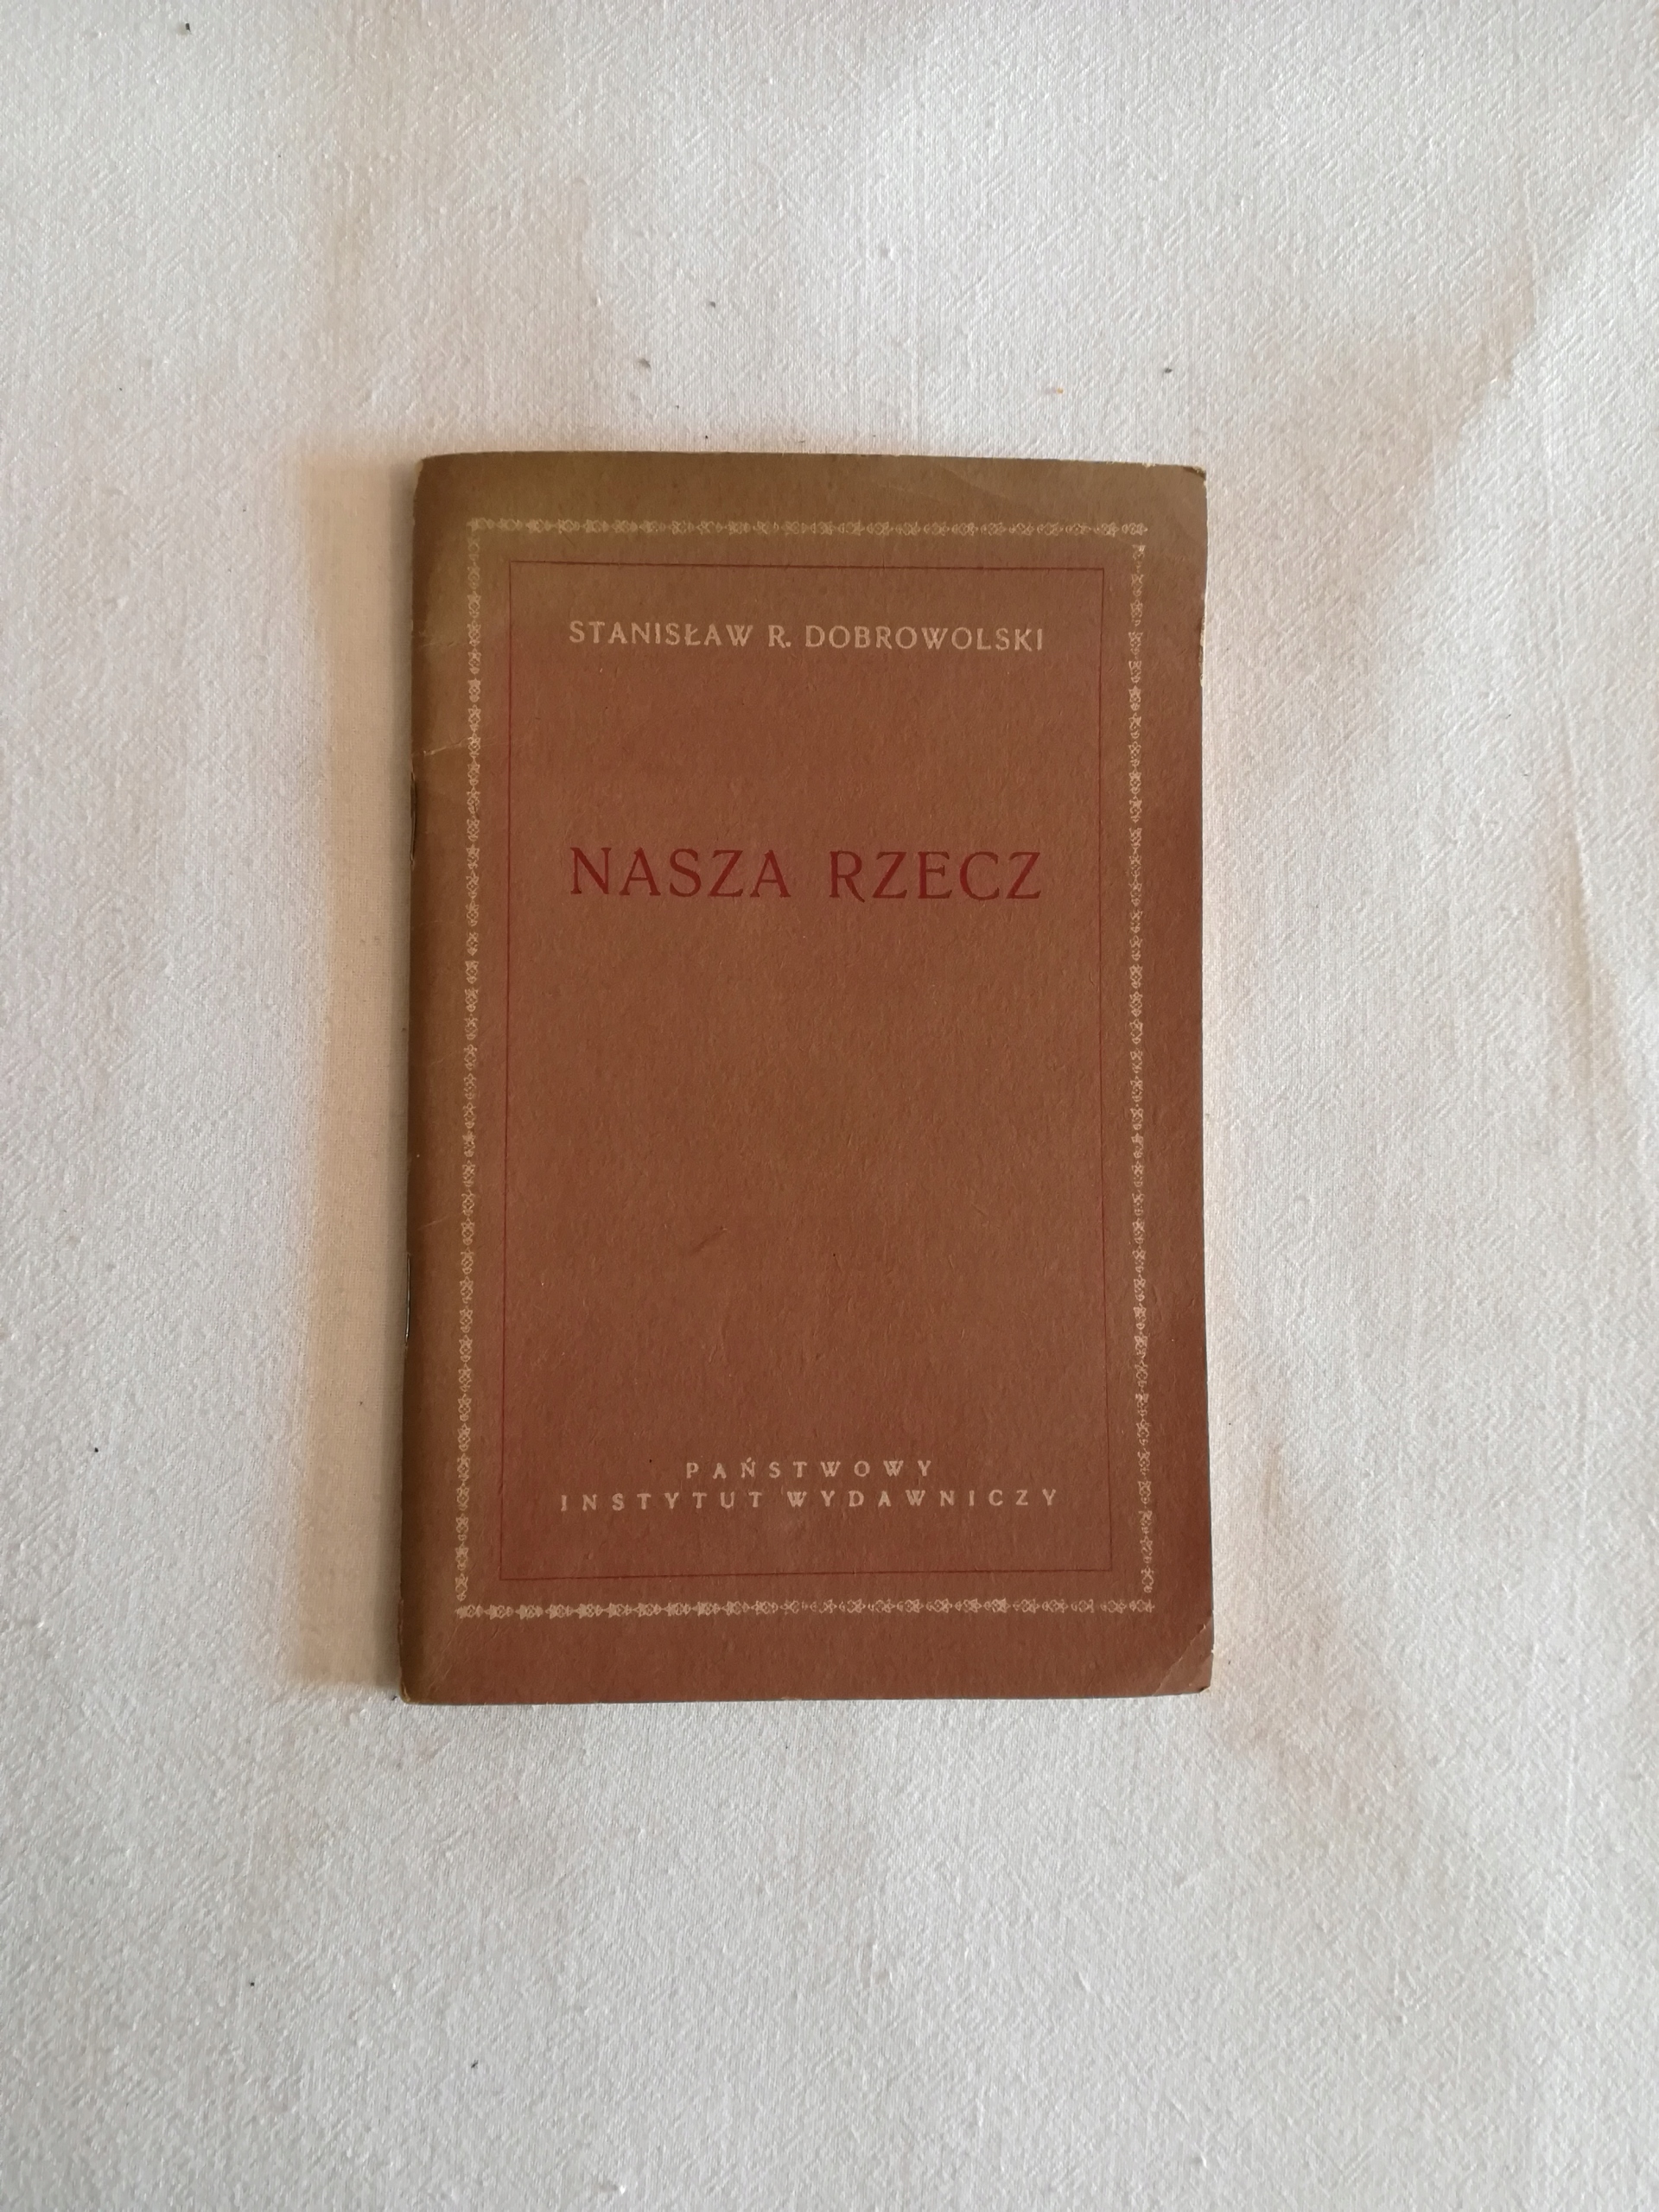 STANISŁAW R. DOBROWOLSKI
NASZA RZECZ
PAŃSTWOWY
INSTYTUT WYDAWNICZY